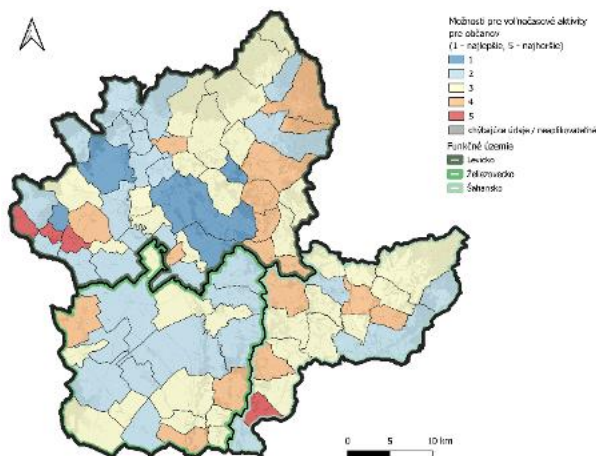 Možnosti pre voľnočasové aktivity
pre občanov
(1 - najlepšie, 5 - najhoršie)
1
2
3
4
5
chýbajúce údaje / neaplikovateľné
Funkčné územie
Levicko
Želiezovecko
Šahansko
0 5 10 km